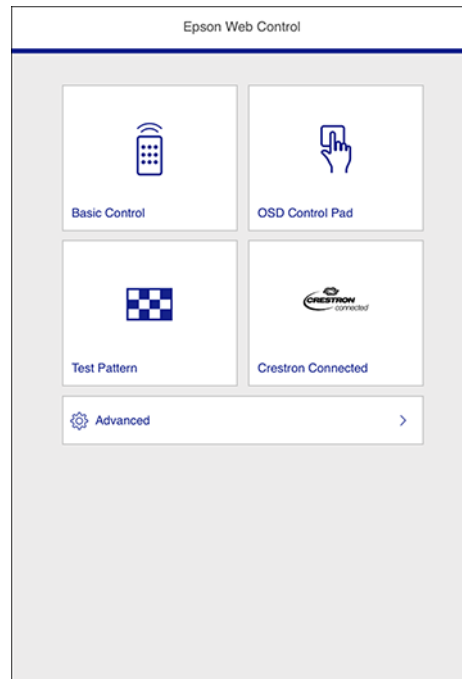 Epson Web Control
Basic Control
OSD Control Pad
CRESTRON
connected
Test Pattern
Crestron Connected
Advanced